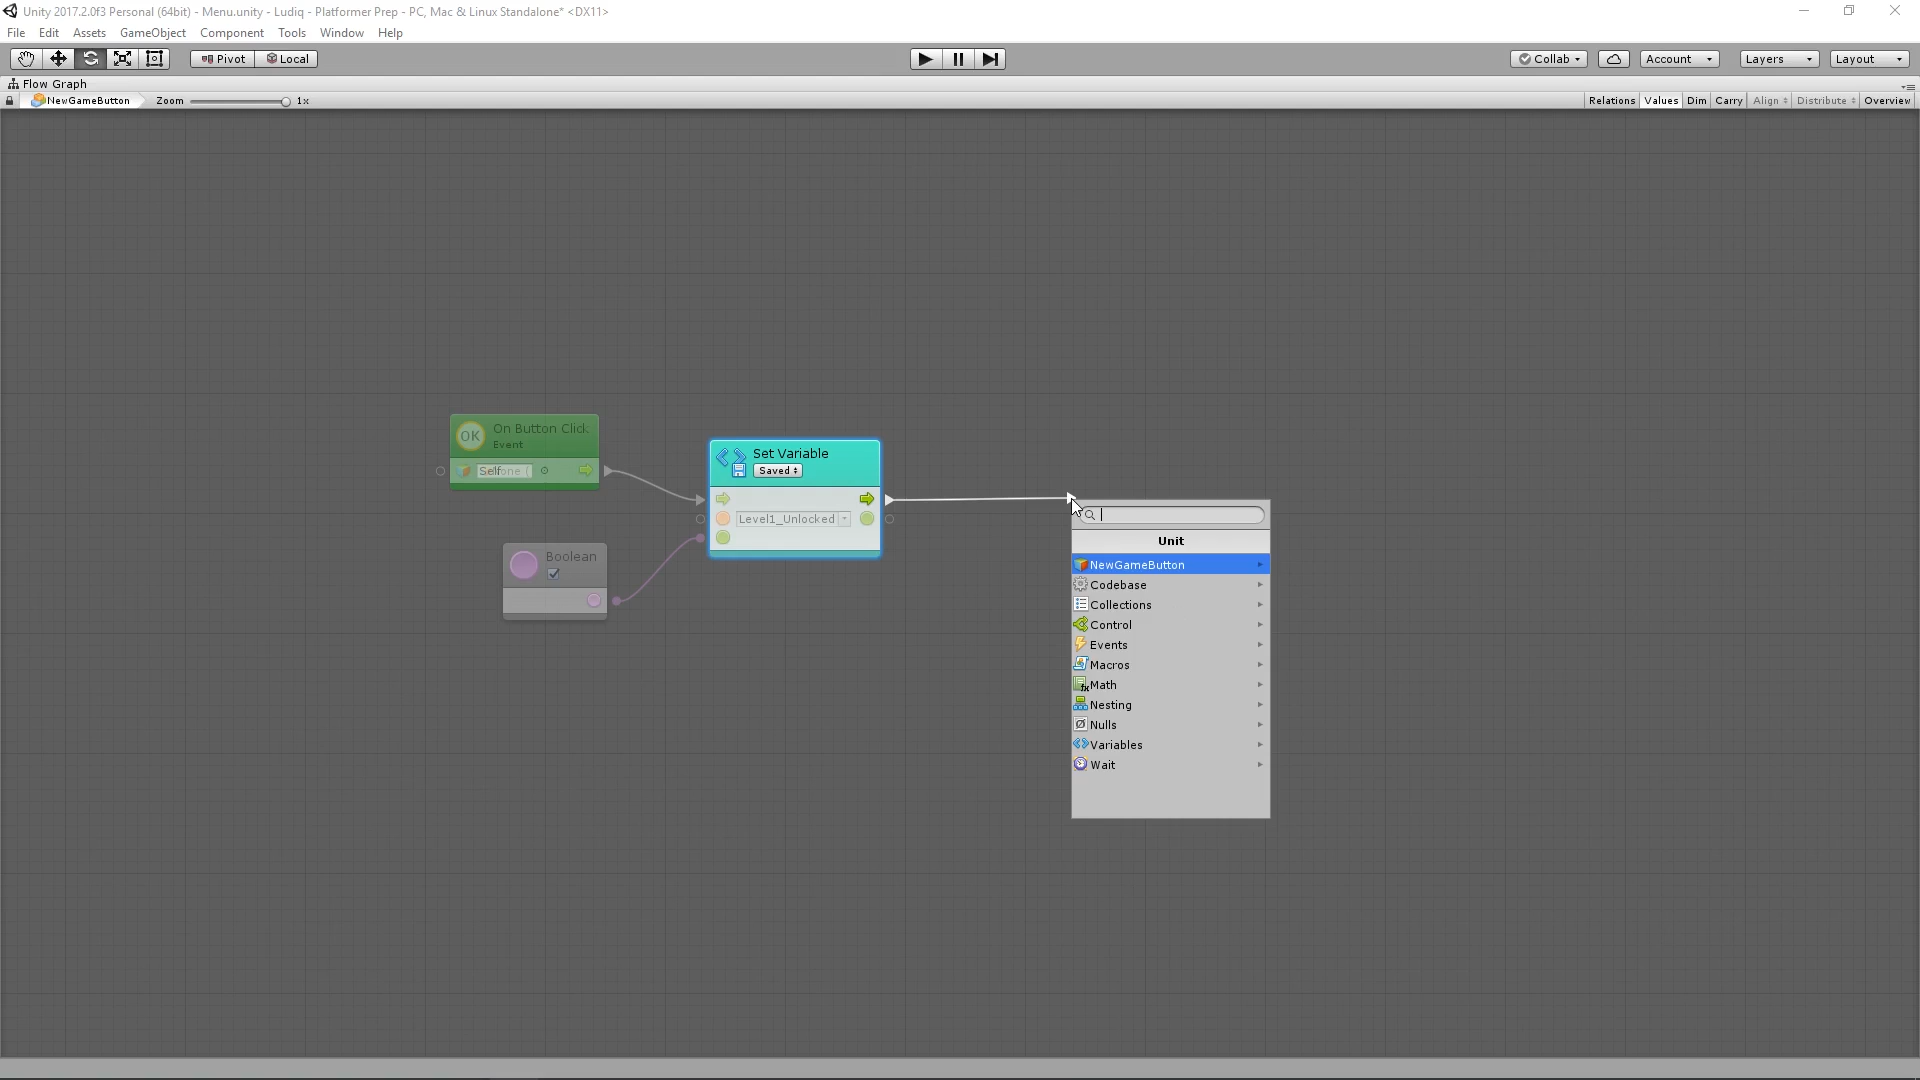 Unity 2017.2.0f3 Personal (64bit) - Menu.unity - Ludiq - Platformer Prep - PC, Mac & Linux Standalone* <DX11>
File Edit Assets GameObject Component Tools Window Help
Pivot Local Collab Account Layers Layout
Flow Graph
NewGameButton Zoom 1x Relations Values Dim Carry Align Distribute Overview
OK On Button Click
Event
Self
Set Variable
Saved
Level1_Unlocked
Boolean
Unit
NewGameButton
Codebase
Collections
Control
Events
Macros
Math
Nesting
Nulls
Variables
Wait